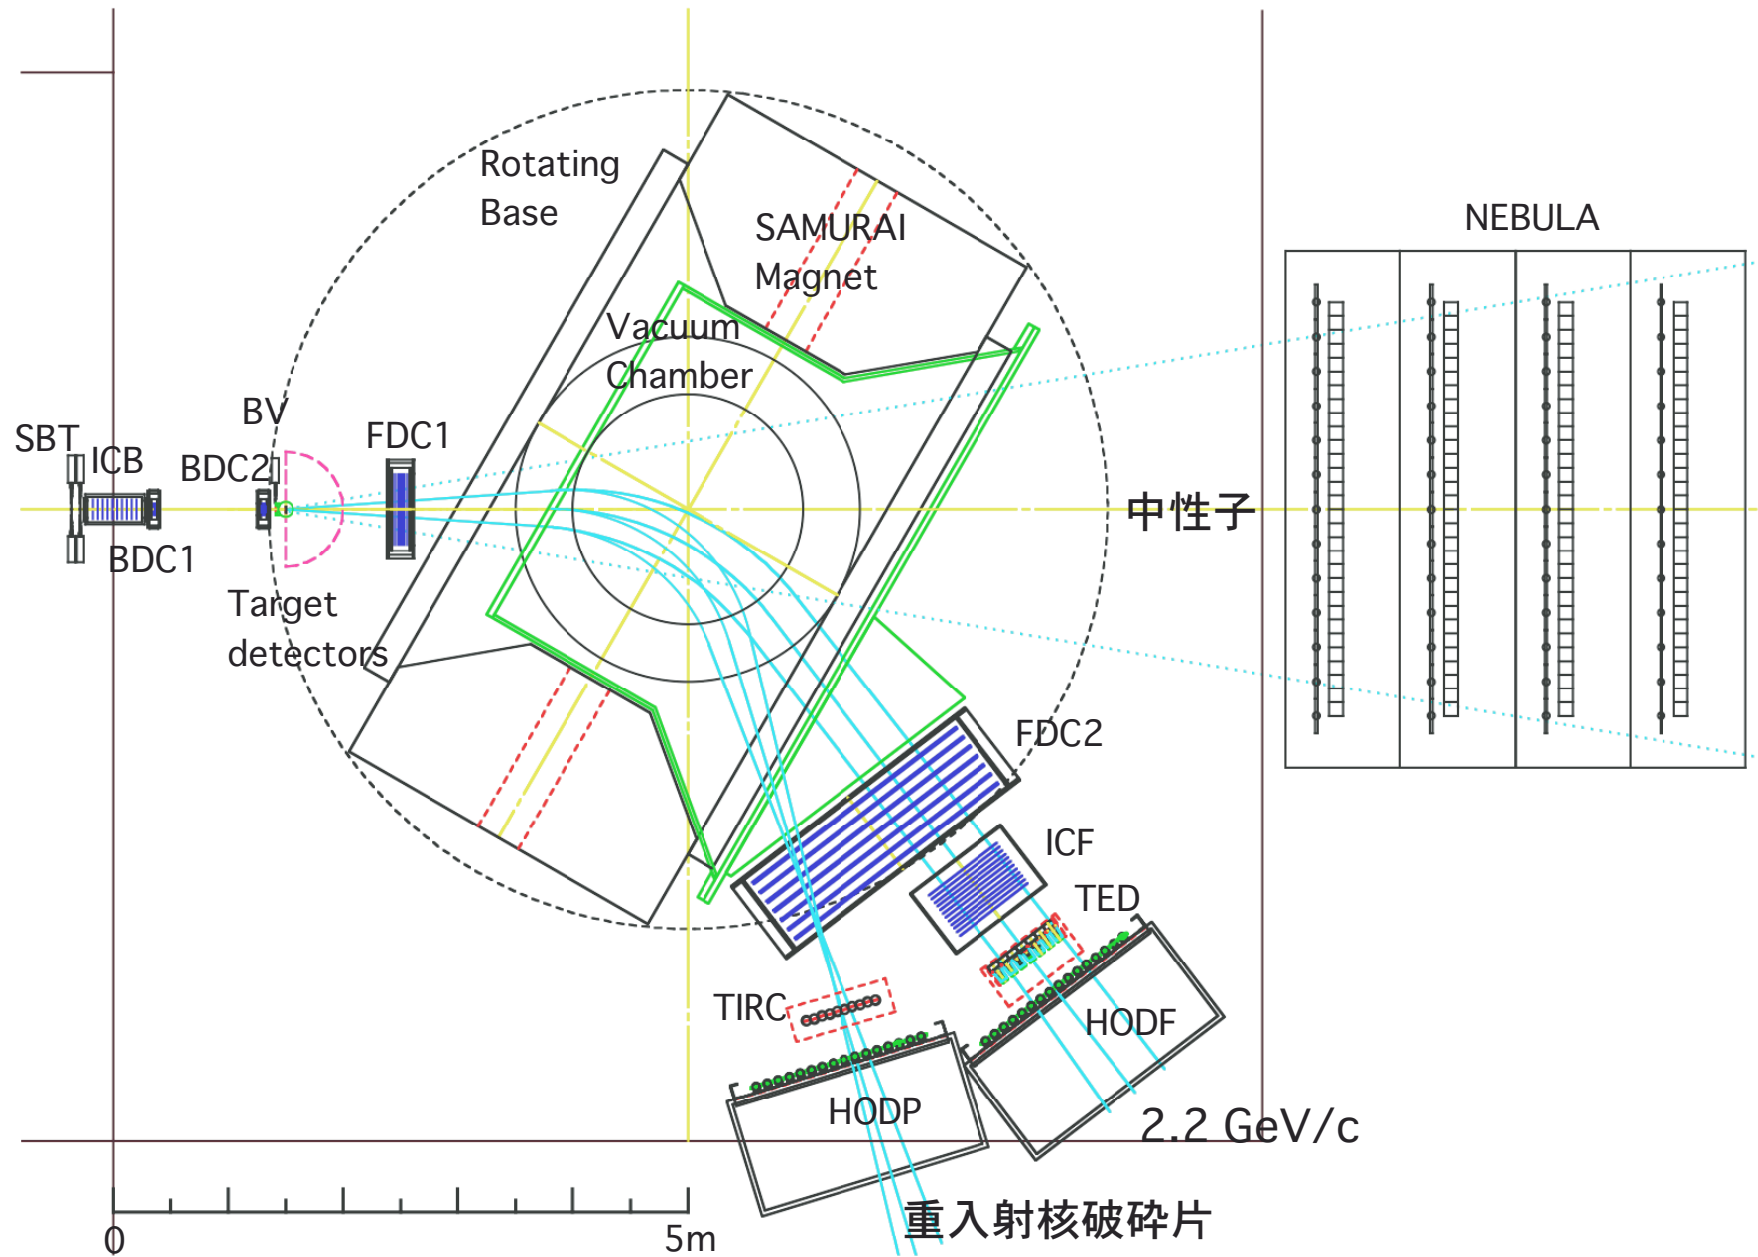 Rotating
Base
SAMURAI
Magnet
NEBULA
Vacuum
Chamber
BV
FDC1
SBT
ICB
BDC2
BDC1
中性子
Target
detectors
FDC2
ICF
TED
TIRC
HODF
HODP
2.2 GeV/c
重入射核破砕片
0
5m